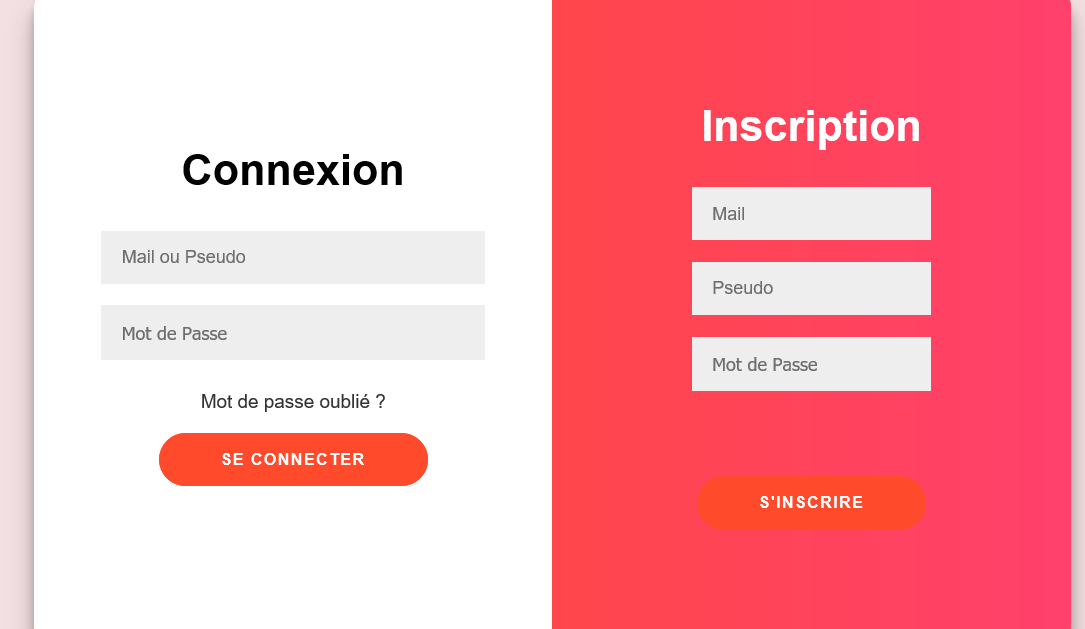 Connexion
Mail ou Pseudo
Mot de Passe
Mot de passe oublié ?
SE CONNECTER
Inscription
Mail
Pseudo
Mot de Passe
S'INSCRIRE